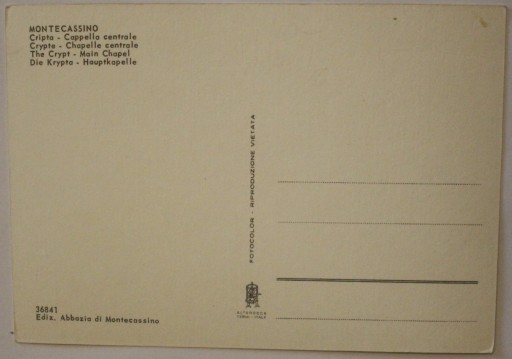 MONTECASSINO
Cripta - Cappella centrale
Crypte - Chapelle centrale
The Crypt - Main Chapel
Die Krypta - Hauptkapelle
FOTOCOLOR - RIPRODUZIONE VIETATA
36841
Ediz. Abbazia di Montecassino